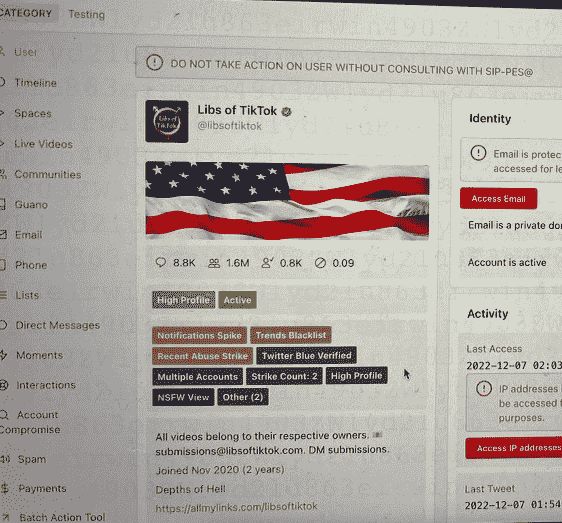 CATEGORY Testing
User
Timeline
Spaces
Live Videos
Communities
Guano
Email
Phone
Lists
Direct Messages
Moments
Interactions
Account
Compromise
Spam
Payments
Batch Action Tool
DO NOT TAKE ACTION ON USER WITHOUT CONSULTING WITH SIP-PES@
Libs of
TikTok
Libs of TikTok
@libsoftiktok
8.8K 1.6M 0.8K 0.09
High Profile Active
Notifications Spike Trends Blacklist
Recent Abuse Strike Twitter Blue Verified
Multiple Accounts Strike Count: 2 High Profile
NSFW View Other (2)
All videos belong to their respective owners. 📧
submissions@libsoftiktok.com. DM submissions.
Joined Nov 2020 (2 years)
Depths of Hell
https://allmylinks.com/libsoftiktok
Identity
Email is protec
accessed for le
Access Email
Email is a private do
Account is active
Activity
Last Access
2022-12-07 02:03
IP addresses
be accessed f
purposes.
Access IP addresses
Last Tweet
2022-12-07 01:54